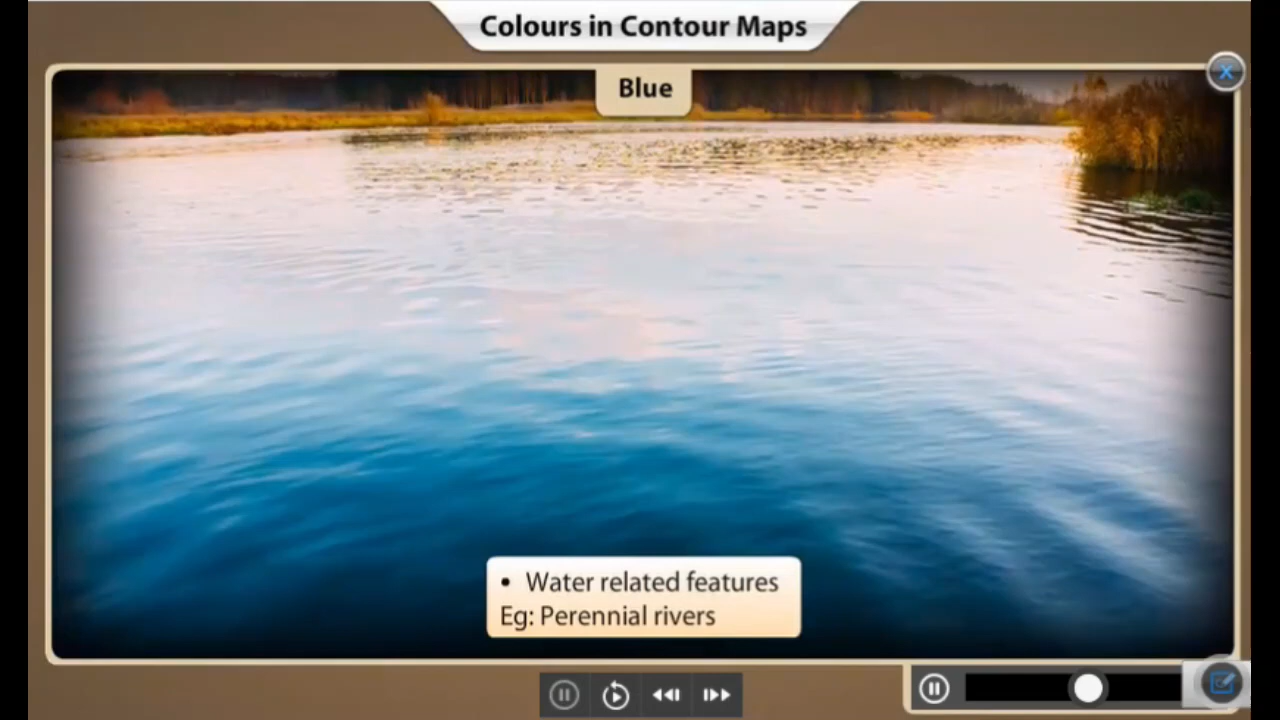 Colours in Contour Maps
Blue
• Water related features
Eg: Perennial rivers